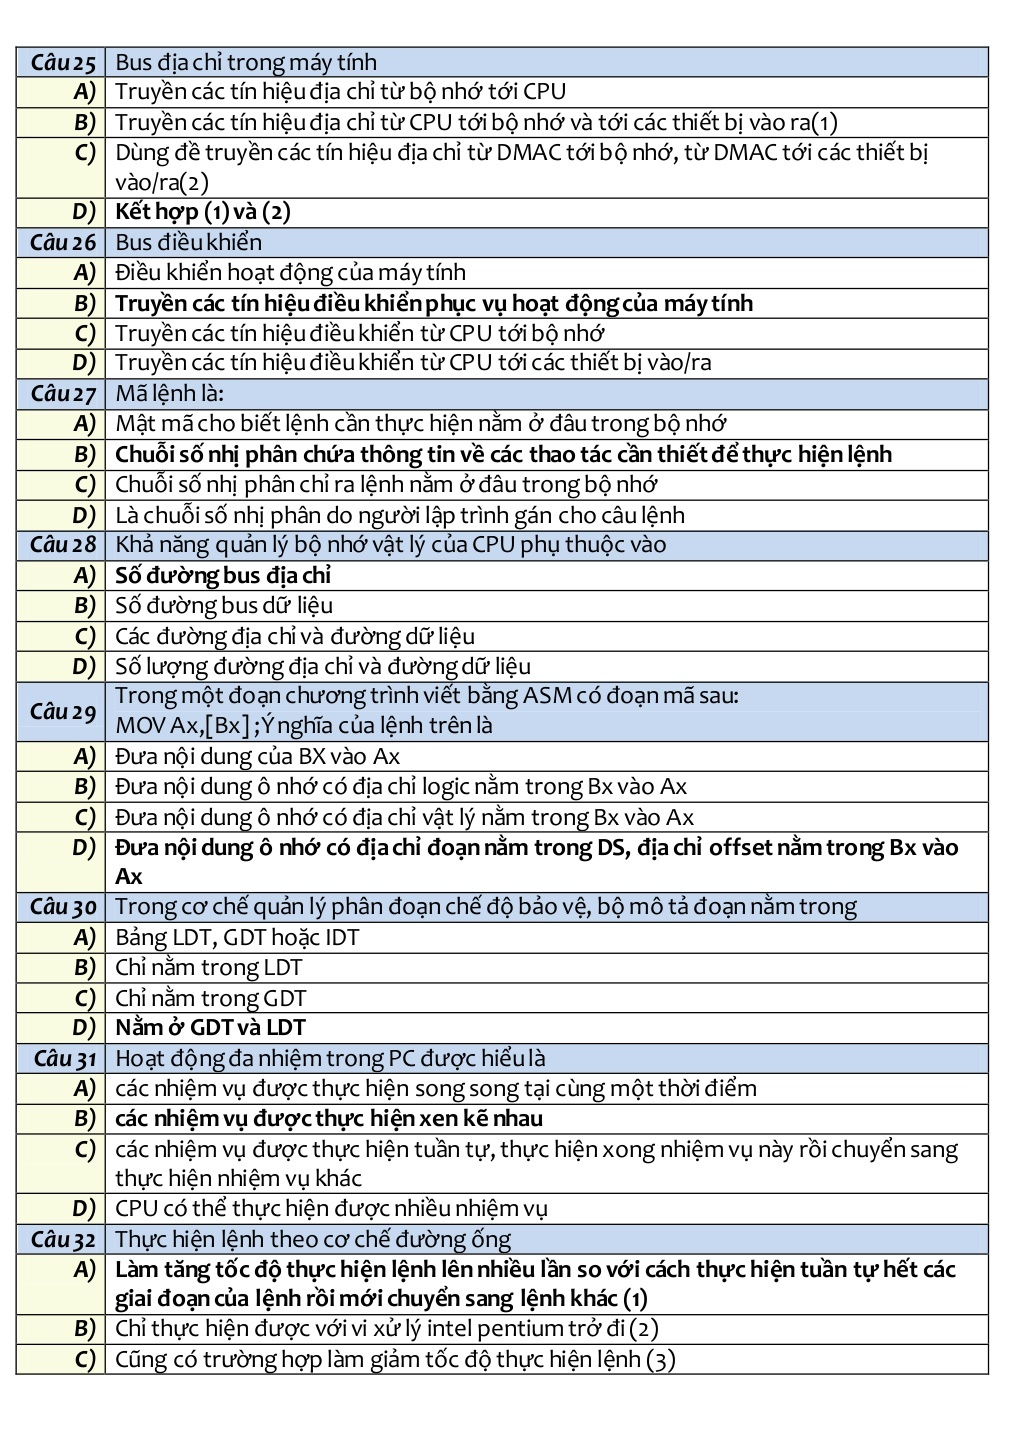 Câu 25 Bus địa chỉ trong máy tính
A) Truyền các tín hiệu địa chỉ từ bộ nhớ tới CPU
B) Truyền các tín hiệu địa chỉ từ CPU tới bộ nhớ và tới các thiết bị vào ra(1)
C) Dùng đề truyền các tín hiệu địa chỉ từ DMAC tới bộ nhớ, từ DMAC tới các thiết bị
vào/ra(2)
D) Kết hợp (1) và (2)
Câu 26 Bus điều khiển
A) Điều khiển hoạt động của máy tính
B) Truyền các tín hiệu điều khiển phục vụ hoạt động của máy tính
C) Truyền các tín hiệu điều khiển từ CPU tới bộ nhớ
D) Truyền các tín hiệu điều khiển từ CPU tới các thiết bị vào/ra
Câu 27 Mã lệnh là:
A) Mật mã cho biết lệnh cần thực hiện nằm ở đâu trong bộ nhớ
B) Chuỗi số nhị phân chứa thông tin về các thao tác cần thiết để thực hiện lệnh
C) Chuỗi số nhị phân chỉ ra lệnh nằm ở đâu trong bộ nhớ
D) Là chuỗi số nhị phân do người lập trình gán cho câu lệnh
Câu 28 Khả năng quản lý bộ nhớ vật lý của CPU phụ thuộc vào
A) Số đường bus địa chỉ
B) Số đường bus dữ liệu
C) Các đường địa chỉ và đường dữ liệu
D) Số lượng đường địa chỉ và đường dữ liệu
Câu 29 Trong một đoạn chương trình viết bằng ASM có đoạn mã sau:
MOV Ax,[Bx] ;Ý nghĩa của lệnh trên là
A) Đưa nội dung của BX vào Ax
B) Đưa nội dung ô nhớ có địa chỉ logic nằm trong Bx vào Ax
C) Đưa nội dung ô nhớ có địa chỉ vật lý nằm trong Bx vào Ax
D) Đưa nội dung ô nhớ có địa chỉ đoạn nằm trong DS, địa chỉ offset nằm trong Bx vào
Ax
Câu 30 Trong cơ chế quản lý phân đoạn chế độ bảo vệ, bộ mô tả đoạn nằm trong
A) Bảng LDT, GDT hoặc IDT
B) Chỉ nằm trong LDT
C) Chỉ nằm trong GDT
D) Nằm ở GDT và LDT
Câu 31 Hoạt động đa nhiệm trong PC được hiểu là
A) các nhiệm vụ được thực hiện song song tại cùng một thời điểm
B) các nhiệm vụ được thực hiện xen kẽ nhau
C) các nhiệm vụ được thực hiện tuần tự, thực hiện xong nhiệm vụ này rồi chuyển sang
thực hiện nhiệm vụ khác
D) CPU có thể thực hiện được nhiều nhiệm vụ
Câu 32 Thực hiện lệnh theo cơ chế đường ống
A) Làm tăng tốc độ thực hiện lệnh lên nhiều lần so với cách thực hiện tuần tự hết các
giai đoạn của lệnh rồi mới chuyển sang lệnh khác (1)
B) Chỉ thực hiện được với vi xử lý intel pentium trở đi (2)
C) Cũng có trường hợp làm giảm tốc độ thực hiện lệnh (3)